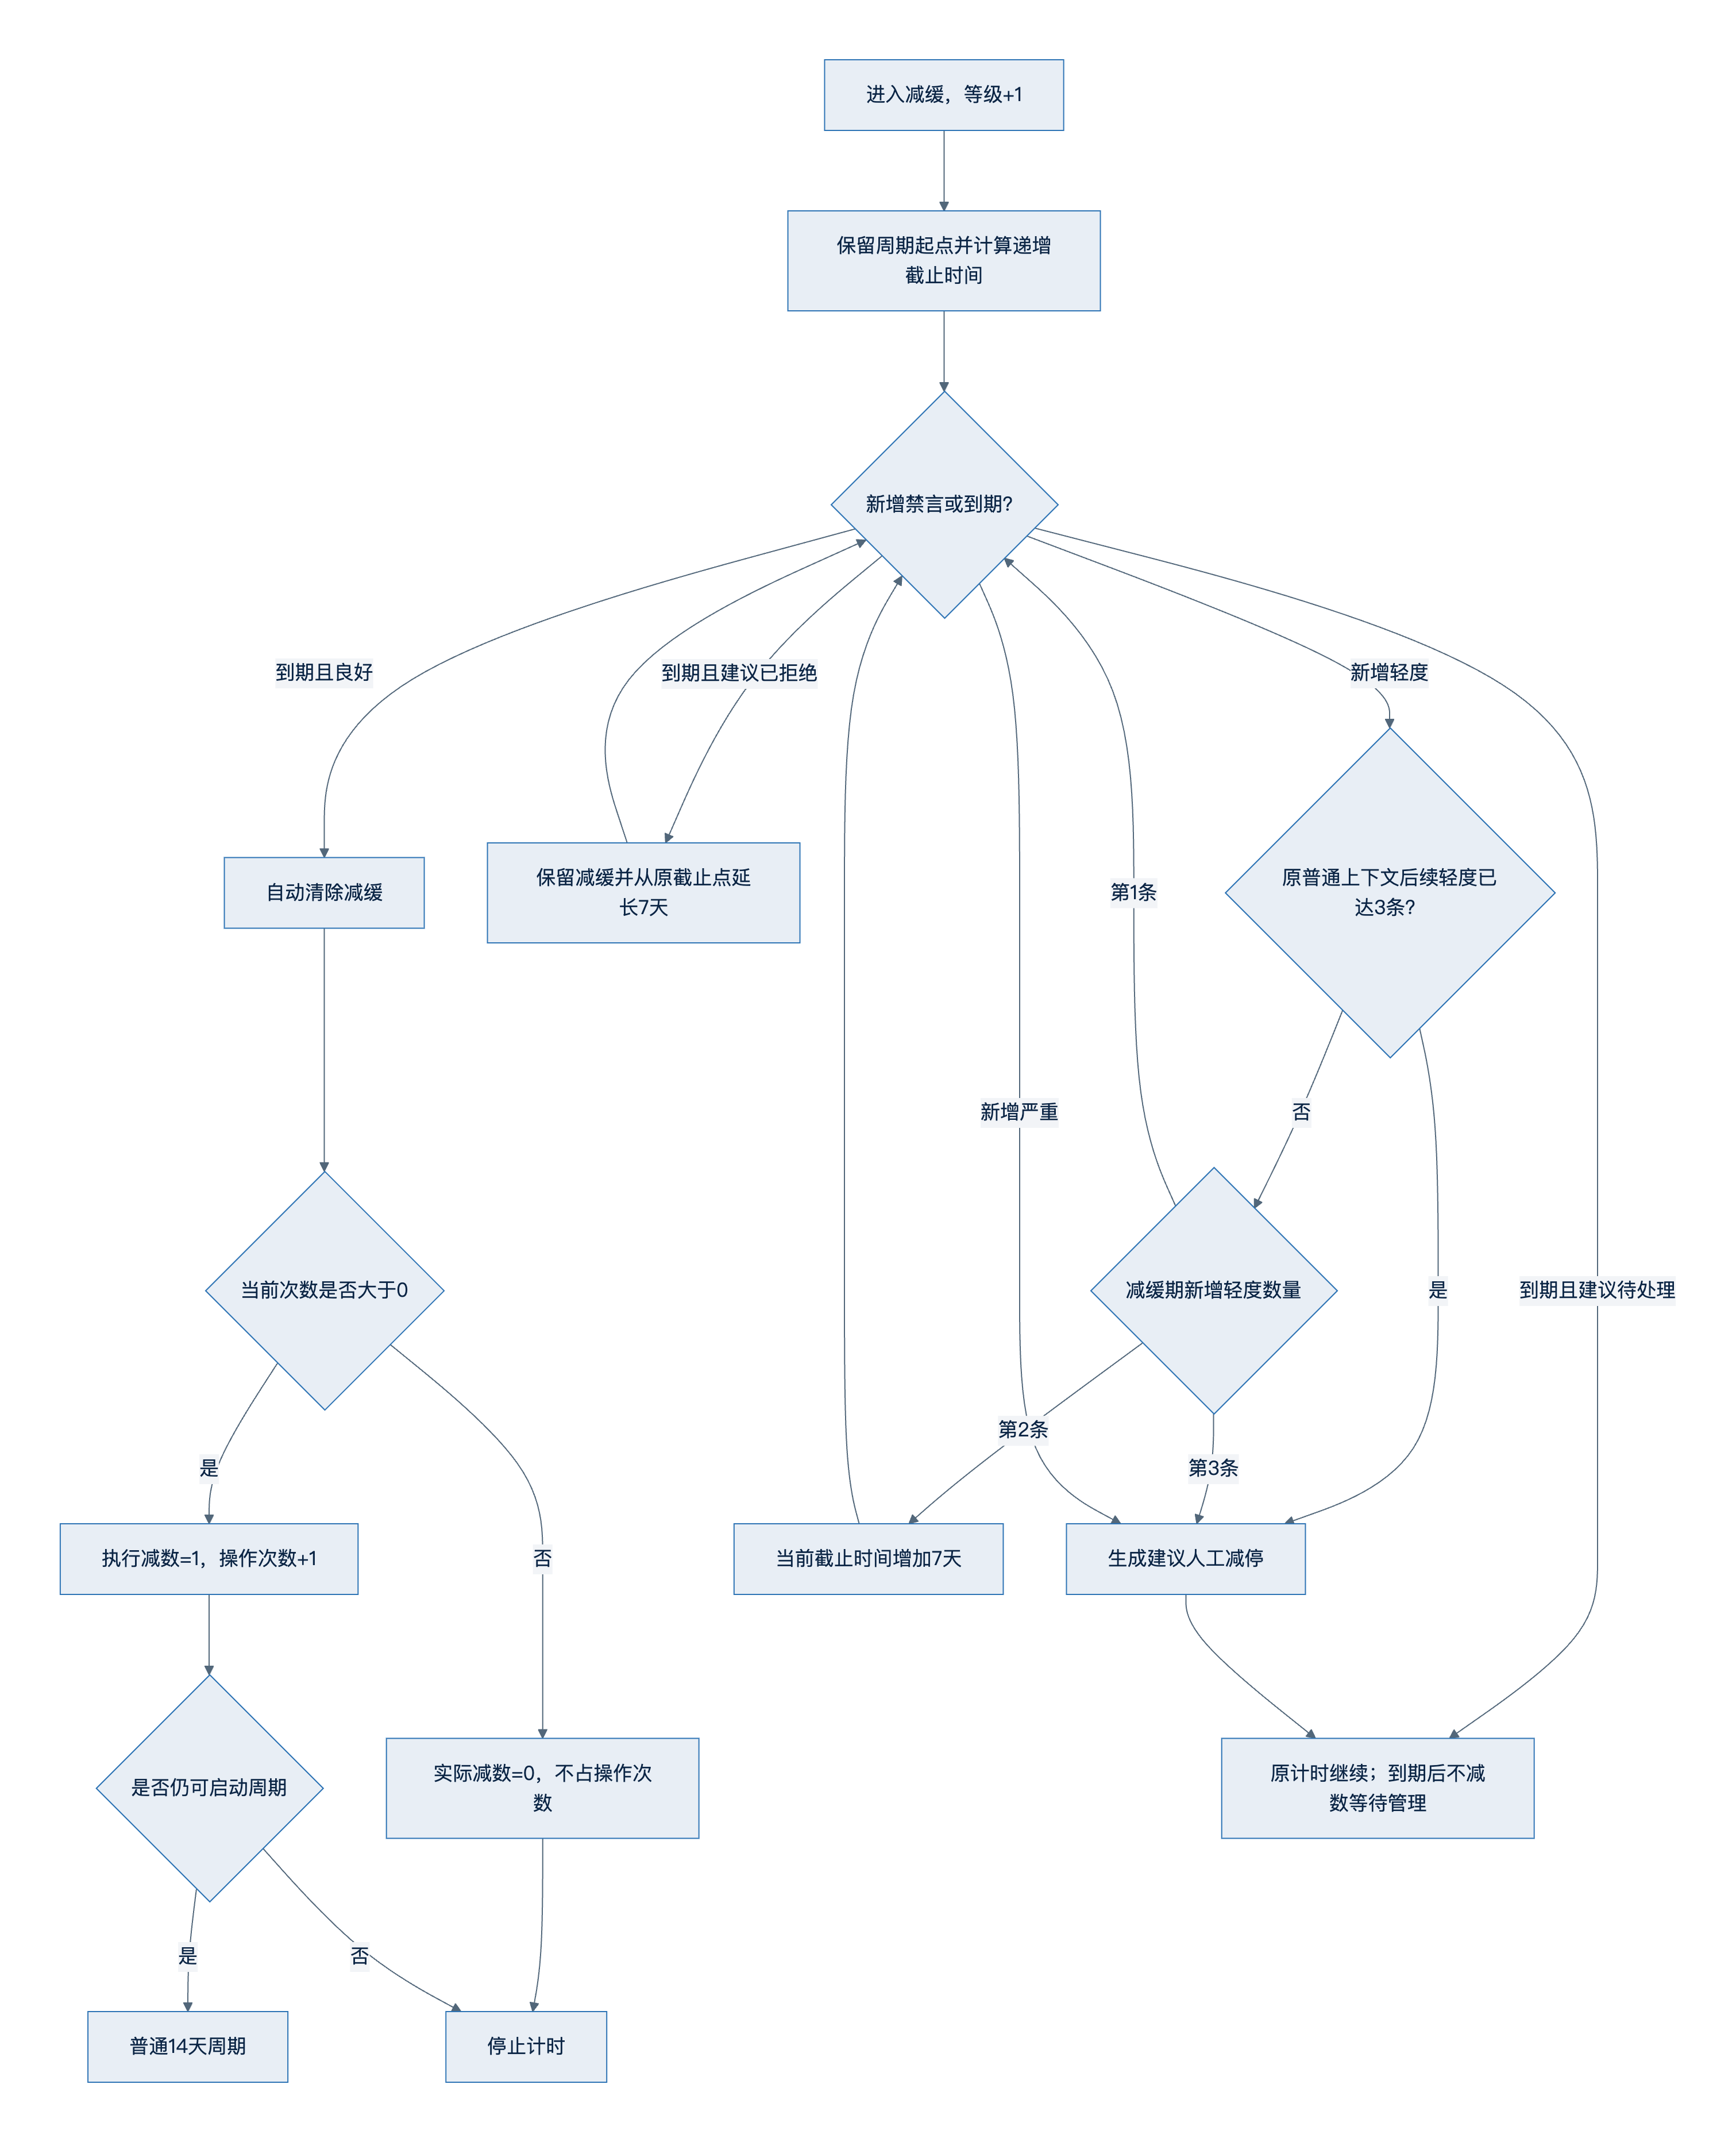 进入减缓，等级+1
保留周期起点并计算递增
截止时间
新增禁言或到期?
到期且良好
到期且建议已拒绝
新增轻度
自动清除减缓
保留减缓并从原截止点延
长7天
第1条
原普通上下文后续轻度已
达3条?
新增严重
否
当前次数是否大于0
减缓期新增轻度数量
是
到期且建议待处理
第2条
是
第3条
执行减数=1，操作次数+1
否
当前截止时间增加7天
生成建议人工减停
是否仍可启动周期
实际减数=0，不占操作次
数
原计时继续；到期后不减
数等待管理
是
否
普通14天周期
停止计时